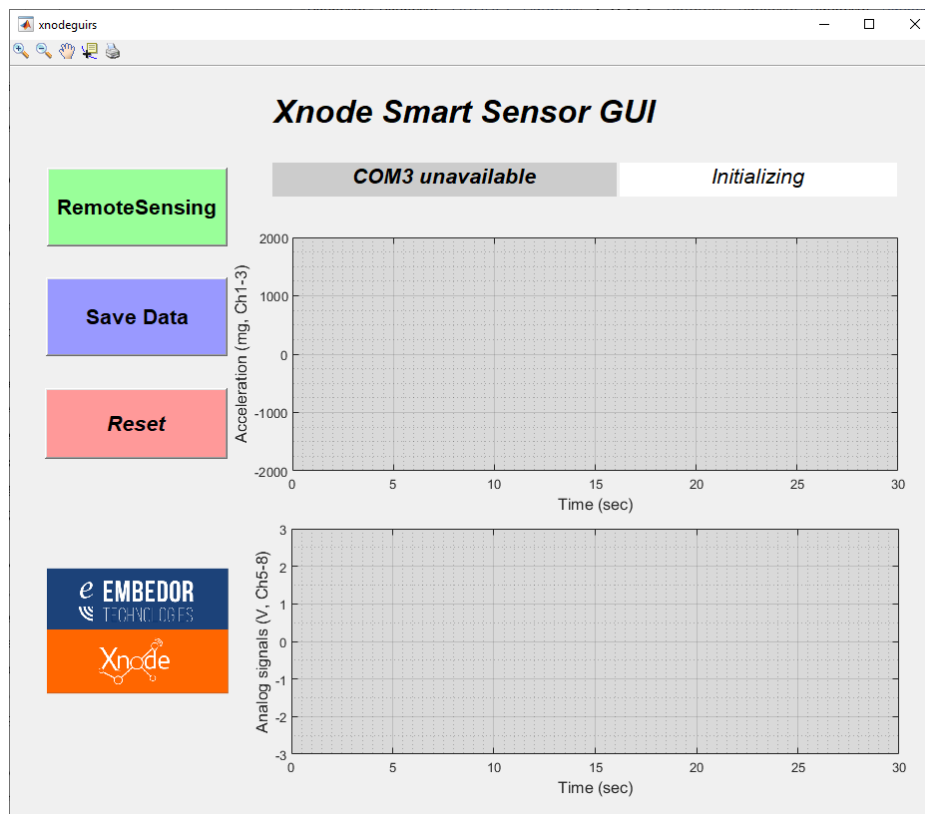 xnodeguirs
Xnode Smart Sensor GUI
COM3 unavailable
Initializing
RemoteSensing
Save Data
Reset
Acceleration (mg, Ch1-3)
2000
1000
0
-1000
-2000
0 5 10 15 20 25 30
Time (sec)
e EMBEDOR
TECHNOLOGIES
Xnode
Analog signals (V, Ch5-8)
3
2
1
0
-1
-2
-3
0 5 10 15 20 25 30
Time (sec)